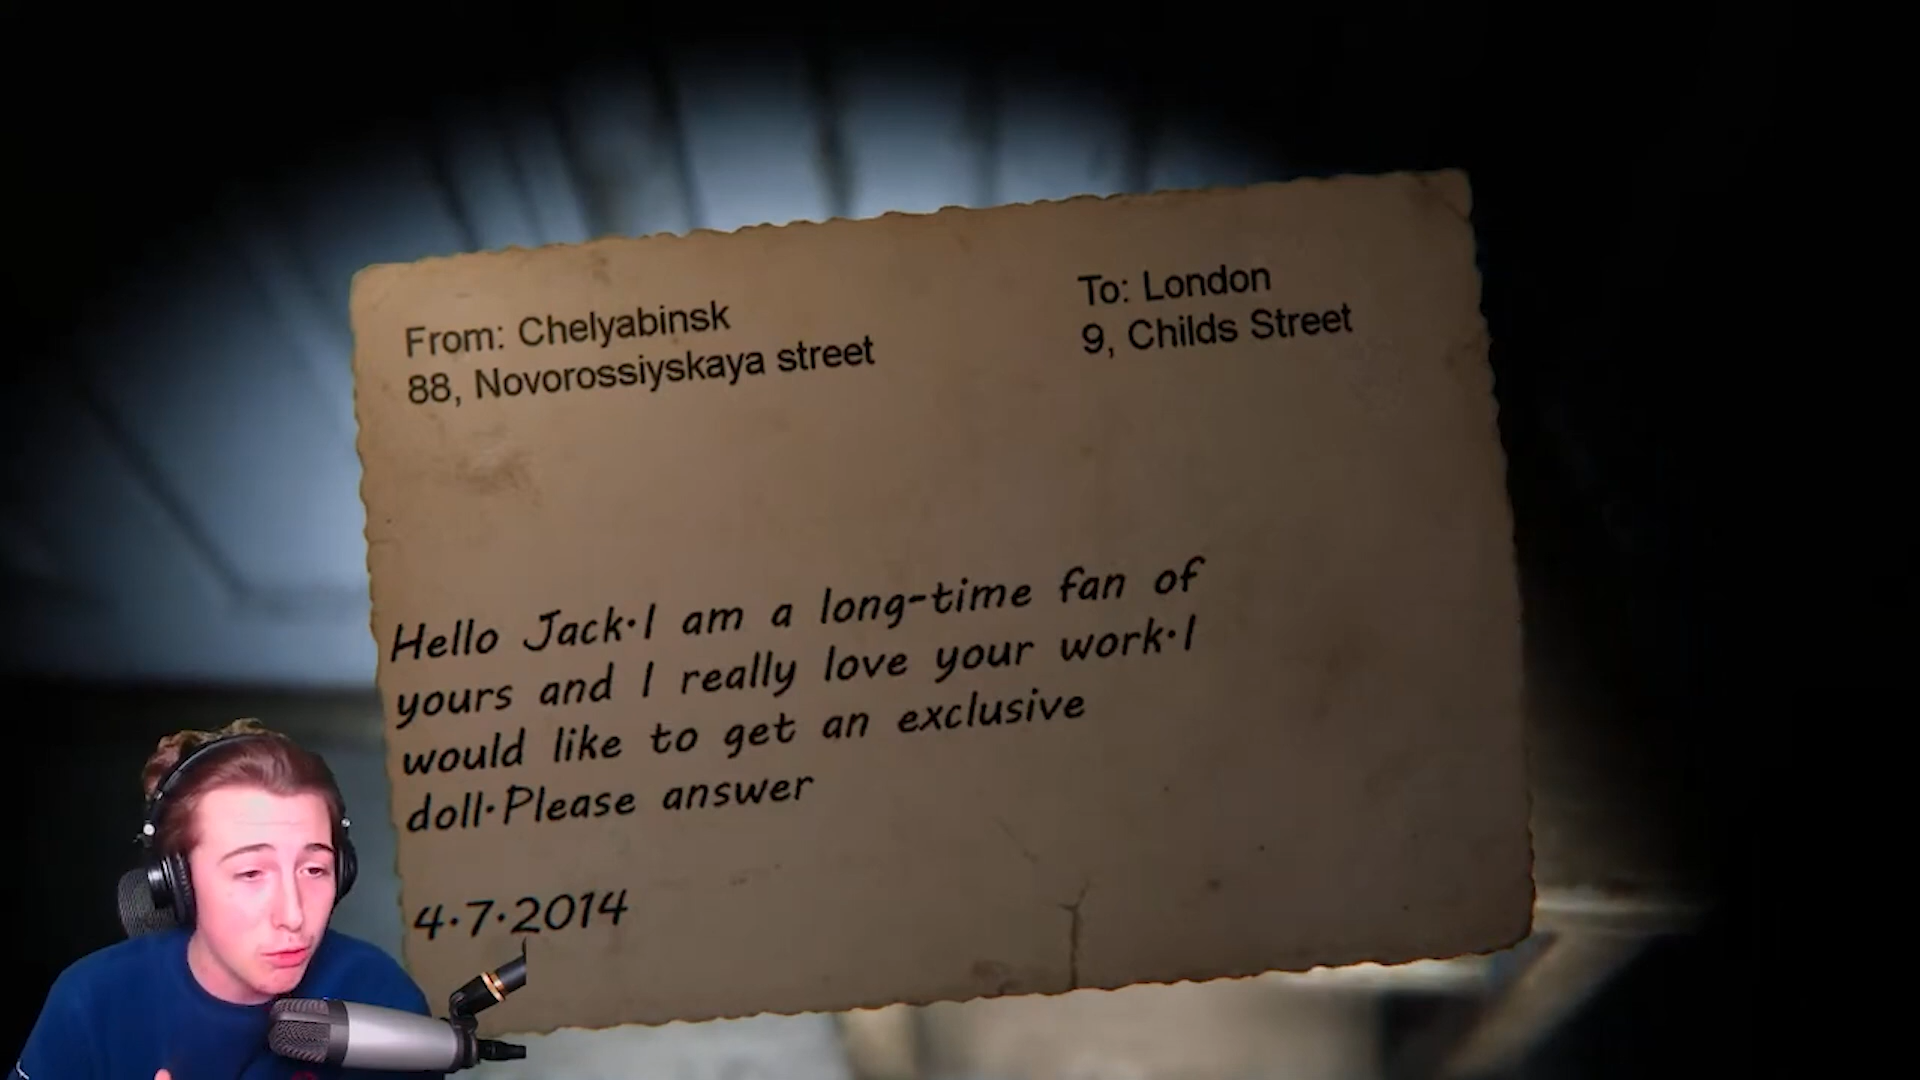 From: Chelyabinsk
88, Novorossiyskaya street
To: London
9, Childs Street
Hello Jack.I am a long-time fan of
yours and I really love your work.I
would like to get an exclusive
doll.Please answer
4.7.2014